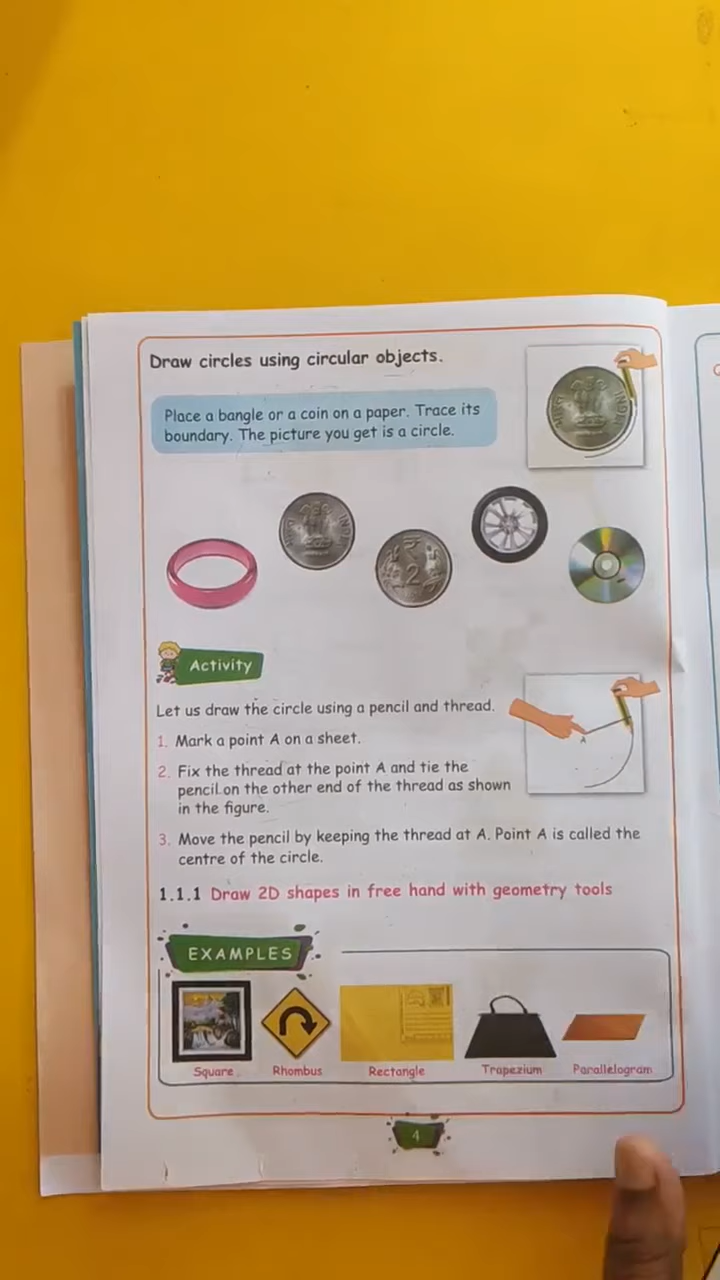 Draw circles using circular objects.
Place a bangle or a coin on a paper. Trace its
boundary. The picture you get is a circle.
INDIA
INDIA
₹
2
Activity
Let us draw the circle using a pencil and thread.
1. Mark a point A on a sheet.
2. Fix the thread at the point A and tie the
pencil on the other end of the thread as shown
in the figure.
A
3. Move the pencil by keeping the thread at A. Point A is called the
centre of the circle.
1.1.1 Draw 2D shapes in free hand with geometry tools
EXAMPLES
Square
Rhombus
Rectangle
Trapezium
Parallelogram
4